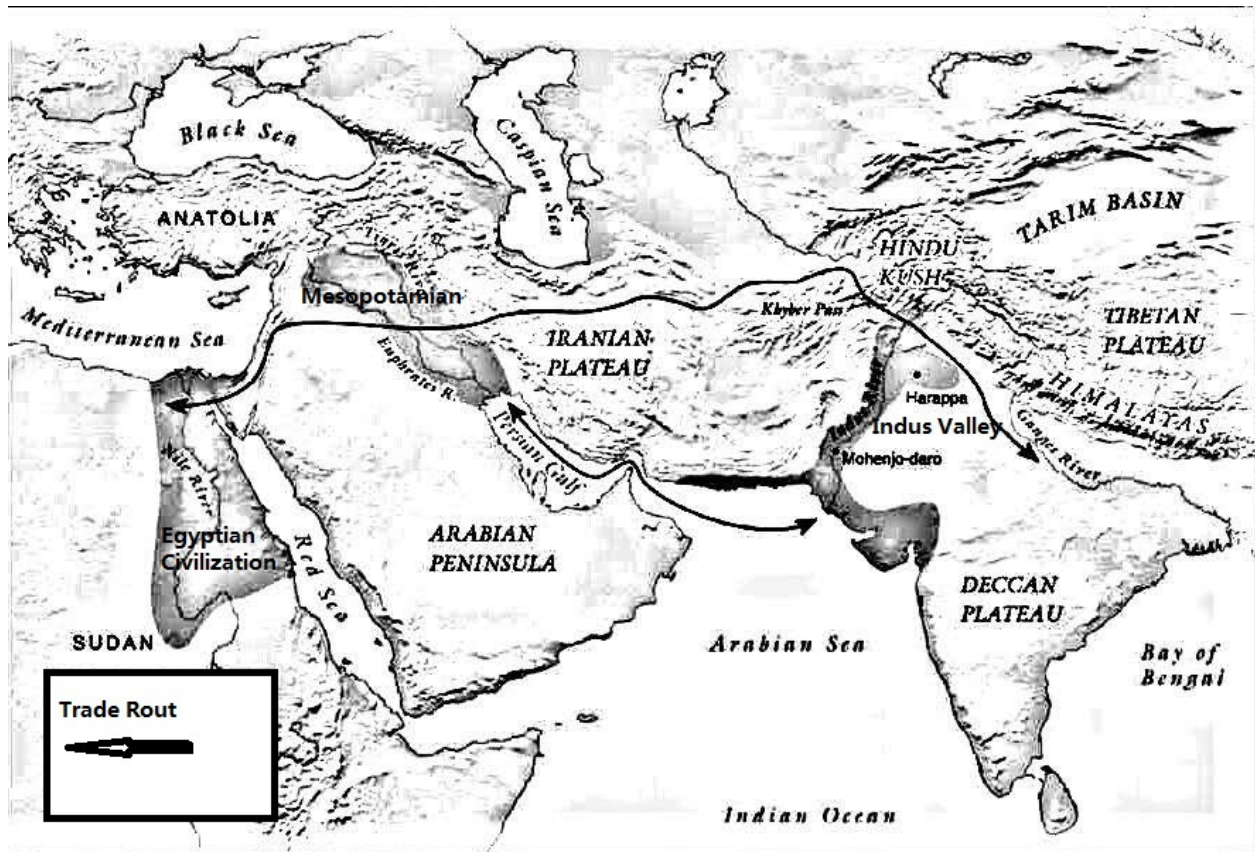 Black Sea
Caspian Sea
ANATOLIA
TARIM BASIN
HINDU
KUSH
Mesopotamian
Mediterranean Sea
Khyber Pass
TIBETAN
PLATEAU
IRANIAN
PLATEAU
Euphrates R.
HIMALAYAS
Harappa
Indus River
Indus Valley
Ganges River
Persian Gulf
Mohenjo-daro
Nile River
Egyptian
Civilization
Red Sea
ARABIAN
PENINSULA
DECCAN
PLATEAU
SUDAN
Arabian Sea
Bay of
Bengal
Trade Rout
Indian Ocean